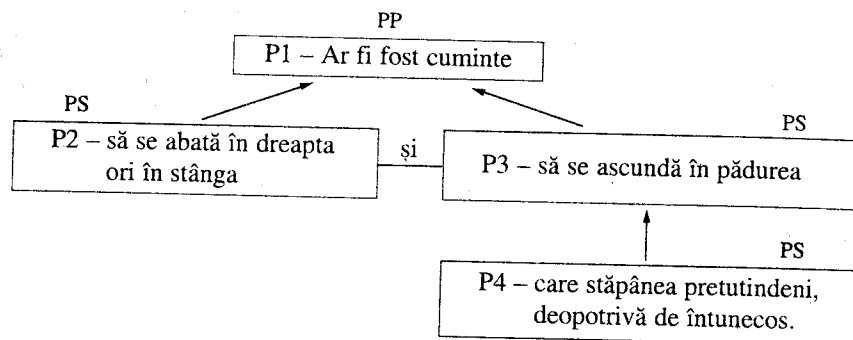 PP
P1 – Ar fi fost cuminte
PS
P2 – să se abată în dreapta
ori în stânga
și
PS
P3 – să se ascundă în pădurea
PS
P4 – care stăpânea pretutindeni,
deopotrivă de întunecos.